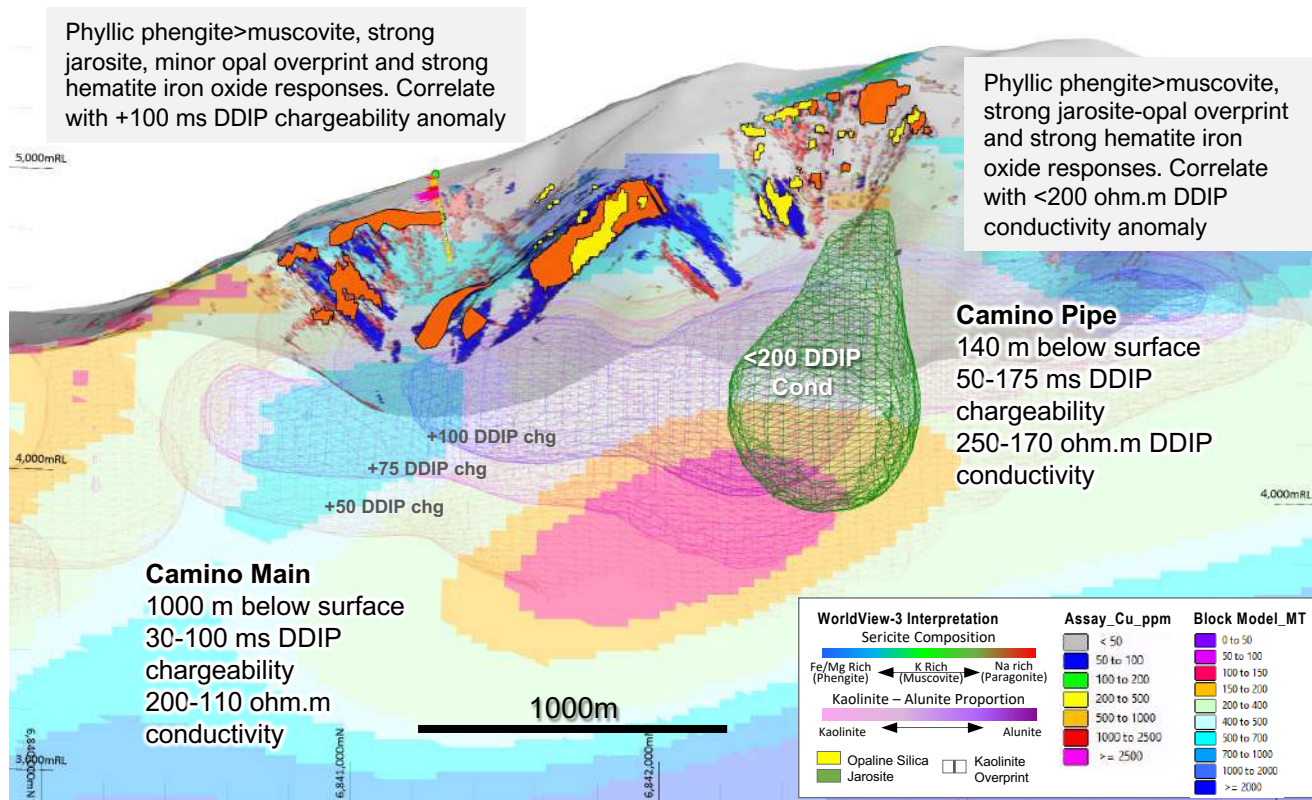 Phyllic phengite>muscovite, strong
jarosite, minor opal overprint and strong
hematite iron oxide responses. Correlate
with +100 ms DDIP chargeability anomaly
Phyllic phengite>muscovite,
strong jarosite-opal overprint
and strong hematite iron
oxide responses. Correlate
with <200 ohm.m DDIP
conductivity anomaly
5,000mRL
<200 DDIP
Cond
Camino Pipe
140 m below surface
50-175 ms DDIP
chargeability
250-170 ohm.m DDIP
conductivity
+100 DDIP chg
+75 DDIP chg
+50 DDIP chg
4,000mRL
4,000mRL
Camino Main
1000 m below surface
30-100 ms DDIP
chargeability
200-110 ohm.m
conductivity
1000m
3,000mRL
6,841,000mN
6,842,000mN
WorldView-3 Interpretation
Sericite Composition
Fe/Mg Rich
(Phengite)
K Rich
(Muscovite)
Na rich
(Paragonite)
Kaolinite – Alunite Proportion
Kaolinite
Alunite
Opaline Silica
Jarosite
Kaolinite
Overprint
Assay_Cu_ppm
< 50
50 to 100
100 to 200
200 to 500
500 to 1000
1000 to 2500
>= 2500
Block Model_MT
0 to 50
50 to 100
100 to 150
150 to 200
200 to 400
400 to 500
500 to 700
700 to 1000
1000 to 2000
>= 2000